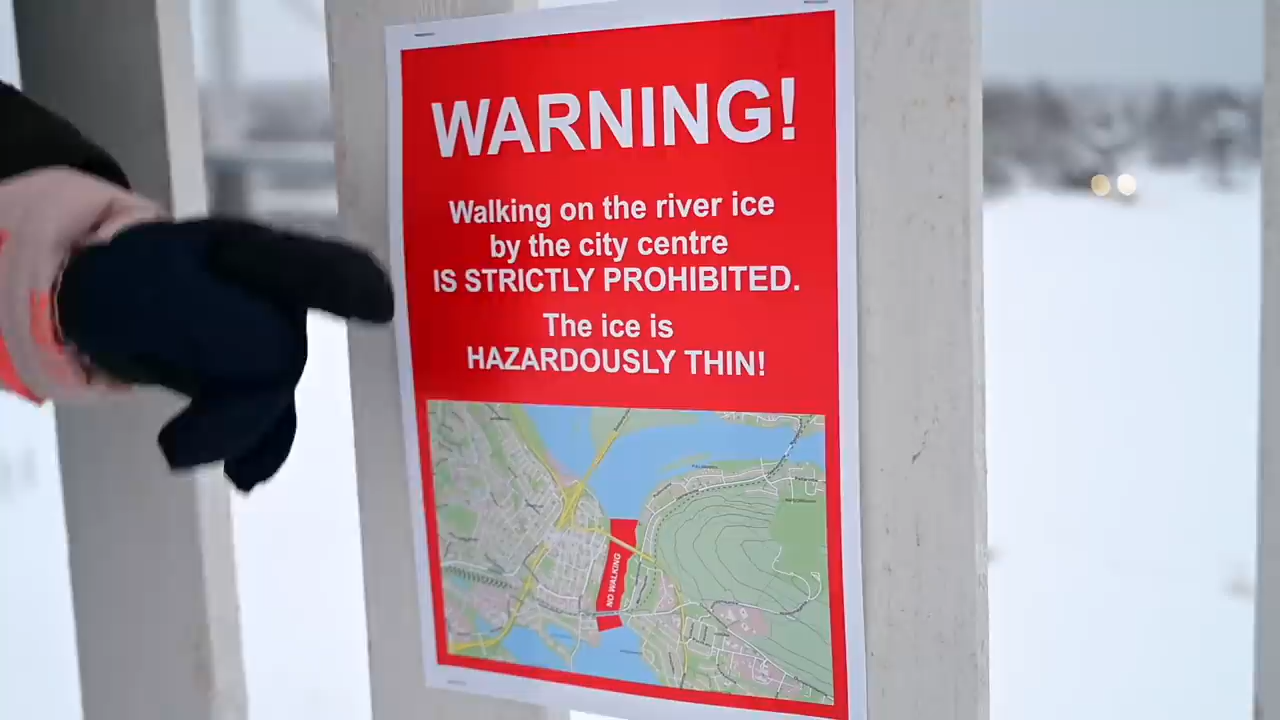 WARNING!
Walking on the river ice
by the city centre
IS STRICTLY PROHIBITED.
The ice is
HAZARDOUSLY THIN!
NO WALKING